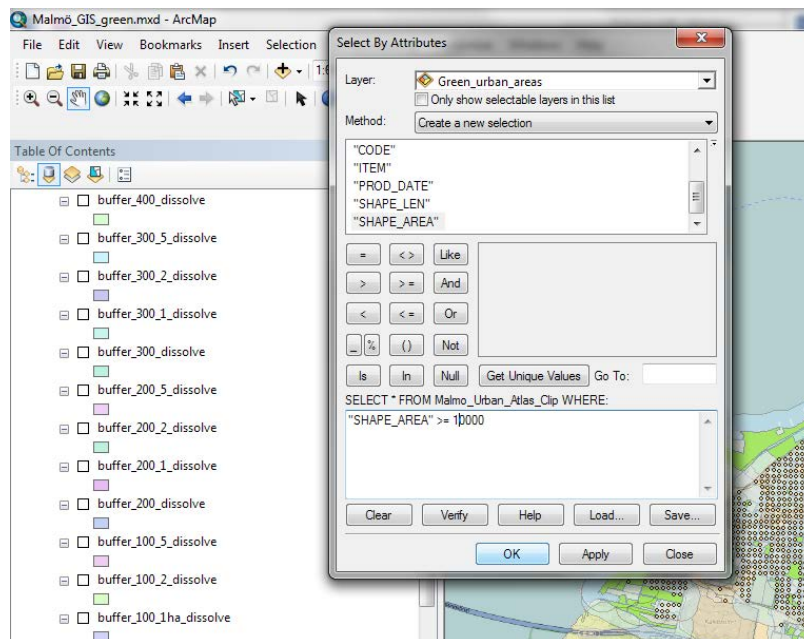 Malmö_GIS_green.mxd - ArcMap
File Edit View Bookmarks Insert Selection
Table Of Contents
buffer_400_dissolve
buffer_300_5_dissolve
buffer_300_2_dissolve
buffer_300_1_dissolve
buffer_300_dissolve
buffer_200_5_dissolve
buffer_200_2_dissolve
buffer_200_1_dissolve
buffer_200_dissolve
buffer_100_5_dissolve
buffer_100_2_dissolve
buffer_100_1ha_dissolve
Select By Attributes
Layer: Green_urban_areas
Only show selectable layers in this list
Method: Create a new selection
"CODE"
"ITEM"
"PROD_DATE"
"SHAPE_LEN"
"SHAPE_AREA"
= < > Like
> > = And
< < = Or
_ % () Not
Is In Null Get Unique Values Go To:
SELECT * FROM Malmo_Urban_Atlas_Clip WHERE:
"SHAPE_AREA" >= 10000
Clear Verify Help Load... Save...
OK Apply Close